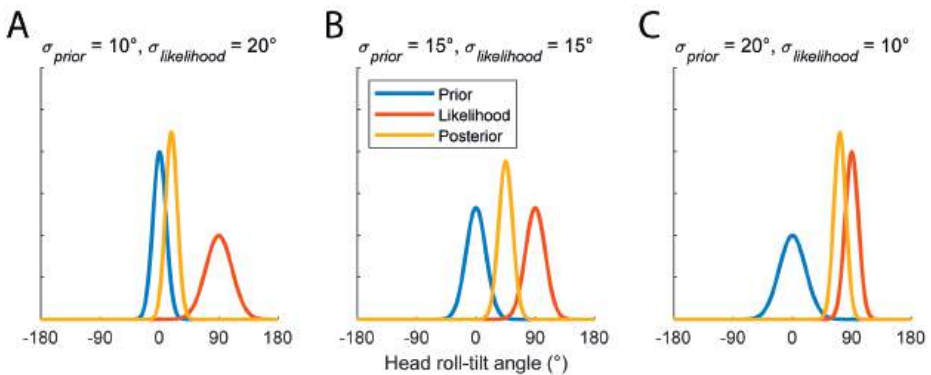 A
σprior = 10°, σlikelihood = 20°
-180 -90 0 90 180
B
σprior = 15°, σlikelihood = 15°
Prior
Likelihood
Posterior
-180 -90 0 90 180
Head roll-tilt angle (°)
C
σprior = 20°, σlikelihood = 10°
-180 -90 0 90 180